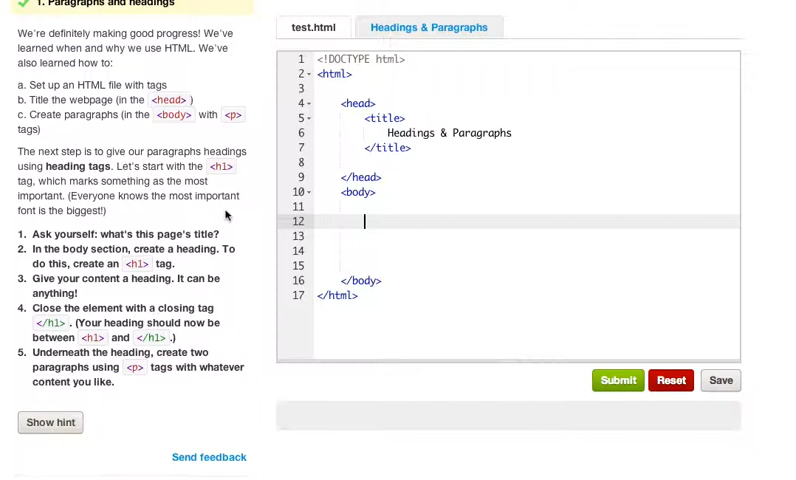 1. Paragraphs and headings
We're definitely making good progress! We've
learned when and why we use HTML. We've
also learned how to:
a. Set up an HTML file with tags
b. Title the webpage (in the <head> )
c. Create paragraphs (in the <body> with <p>
tags)
The next step is to give our paragraphs headings
using heading tags. Let's start with the <h1>
tag, which marks something as the most
important. (Everyone knows the most important
font is the biggest!)
1. Ask yourself: what's this page's title?
2. In the body section, create a heading. To
do this, create an <h1> tag.
3. Give your content a heading. It can be
anything!
4. Close the element with a closing tag
</h1> . (Your heading should now be
between <h1> and </h1> .)
5. Underneath the heading, create two
paragraphs using <p> tags with whatever
content you like.
Show hint
Send feedback
test.html
Headings & Paragraphs
1 <!DOCTYPE html>
2 <html>
3
4 <head>
5 <title>
6 Headings & Paragraphs
7 </title>
8
9 </head>
10 <body>
11
12
13
14
15
16 </body>
17 </html>
Submit
Reset
Save